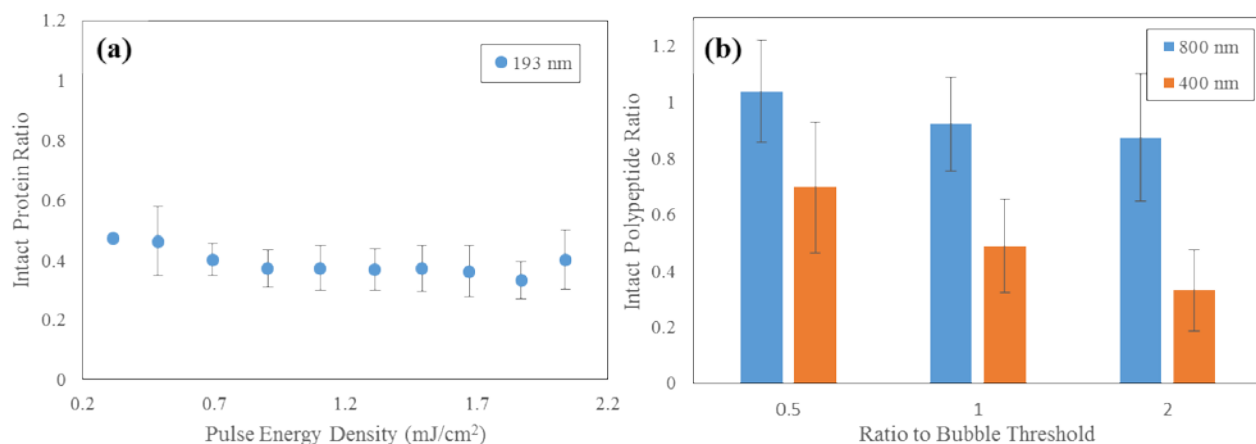 (a)
193 nm
Intact Protein Ratio
1.2
1
0.8
0.6
0.4
0.2
0
0.2 0.7 1.2 1.7 2.2
Pulse Energy Density (mJ/cm²)
(b)
800 nm
400 nm
Intact Polypeptide Ratio
1.2
1
0.8
0.6
0.4
0.2
0
0.5 1 2
Ratio to Bubble Threshold